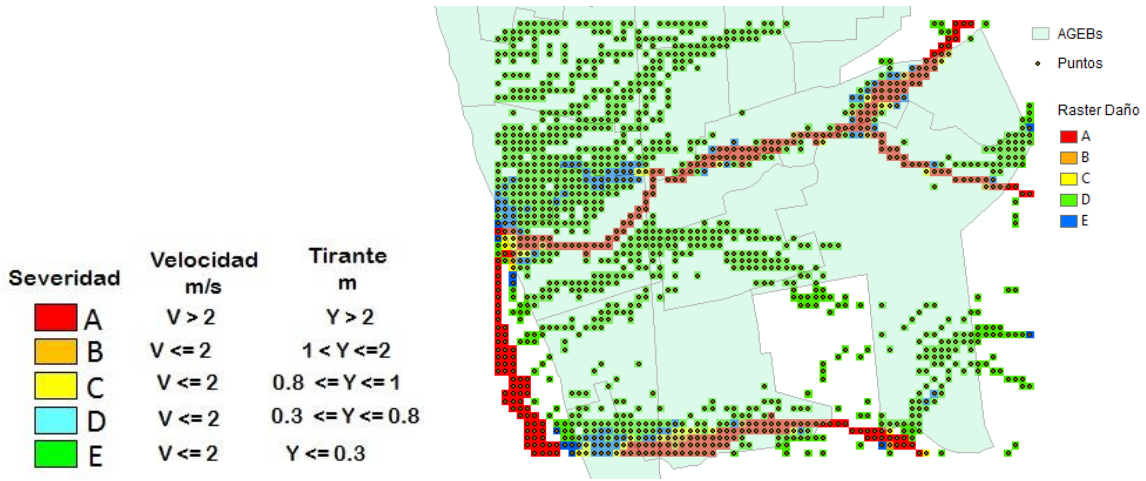 Severidad Velocidad m/s Tirante m
A V > 2 Y > 2
B V <= 2 1 < Y <=2
C V <= 2 0.8 <= Y <= 1
D V <= 2 0.3 <= Y <= 0.8
E V <= 2 Y <= 0.3
AGEBs
Puntos
Raster Daño
A
B
C
D
E